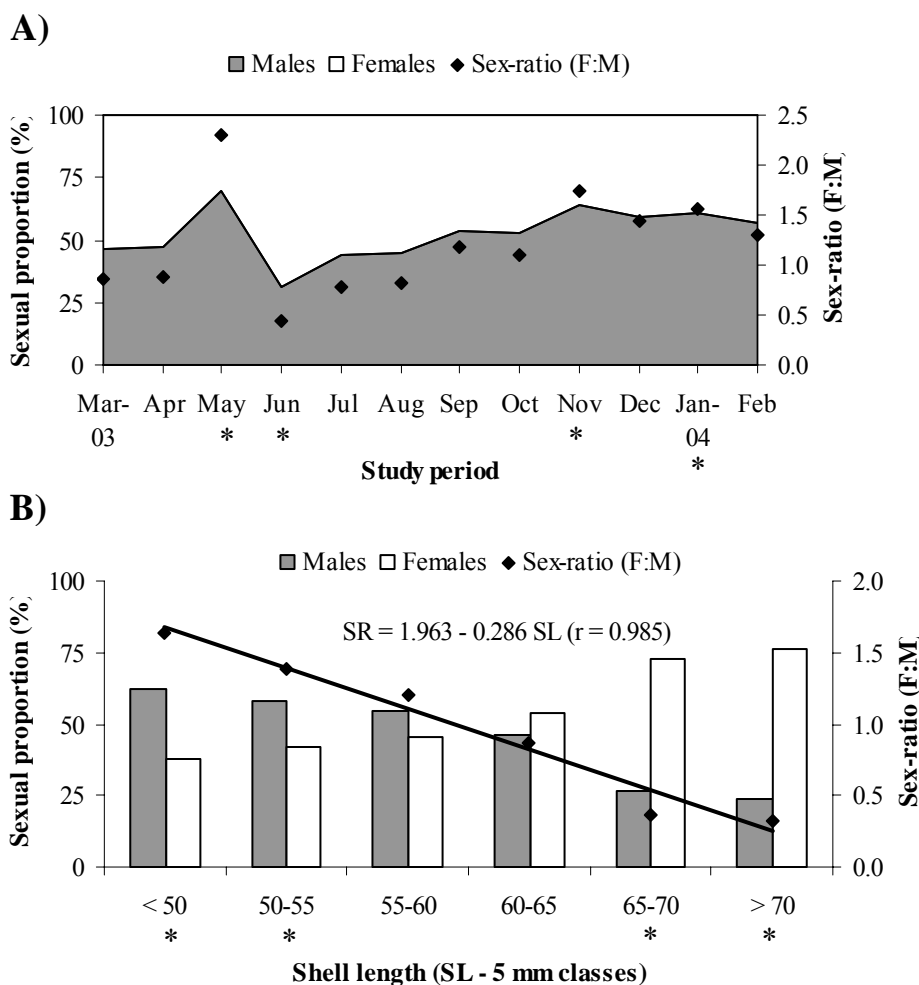 A)
Males Females Sex-ratio (F:M)
100
75
50
25
0
Sexual proportion (%)
2.5
2.0
1.5
1.0
0.5
0.0
Sex-ratio (F:M)
Mar-03 Apr May Jun Jul Aug Sep Oct Nov Dec Jan-04 Feb
* * * *
Study period
B)
Males Females Sex-ratio (F:M)
SR = 1.963 - 0.286 SL (r = 0.985)
100
75
50
25
0
Sexual proportion (%)
2.0
1.5
1.0
0.5
0.0
Sex-ratio (F:M)
< 50 50-55 55-60 60-65 65-70 > 70
* * * *
Shell length (SL - 5 mm classes)